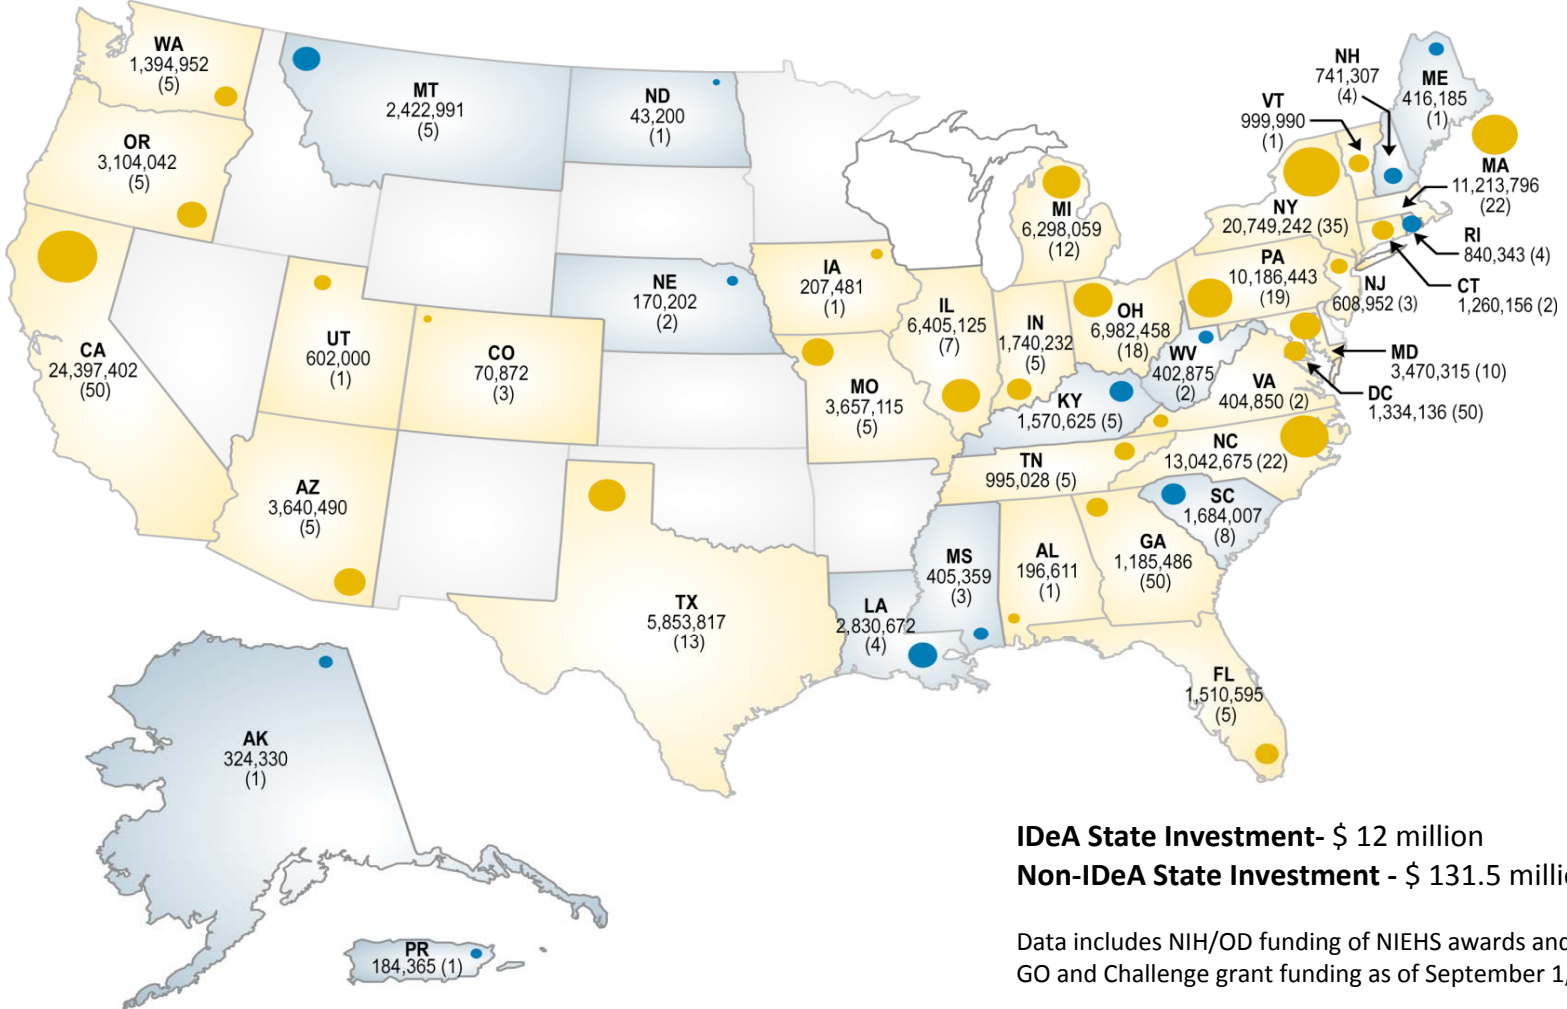 WA
1,394,952
(5)
OR
3,104,042
(5)
CA
24,397,402
(50)
MT
2,422,991
(5)
ND
43,200
(1)
NE
170,202
(2)
UT
602,000
(1)
CO
70,872
(3)
AZ
3,640,490
(5)
TX
5,853,817
(13)
IA
207,481
(1)
MO
3,657,115
(5)
IL
6,405,125
(7)
IN
1,740,232
(5)
MI
6,298,059
(12)
OH
6,982,458
(18)
KY
1,570,625 (5)
TN
995,028 (5)
MS
405,359
(3)
LA
2,830,672
(4)
AL
196,611
(1)
GA
1,185,486
(50)
FL
1,510,595
(5)
SC
1,684,007
(8)
NC
13,042,675 (22)
VA
404,850 (2)
WV
402,875
(2)
PA
10,186,443
(19)
NY
20,749,242 (35)
VT
999,990
(1)
NH
741,307
(4)
ME
416,185
(1)
MA
11,213,796
(22)
RI
840,343 (4)
CT
1,260,156 (2)
NJ
608,952 (3)
MD
3,470,315 (10)
DC
1,334,136 (50)
AK
324,330
(1)
PR
184,365 (1)
IDeA State Investment- $ 12 million
Non-IDeA State Investment - $ 131.5 millio
Data includes NIH/OD funding of NIEHS awards and
GO and Challenge grant funding as of September 1,